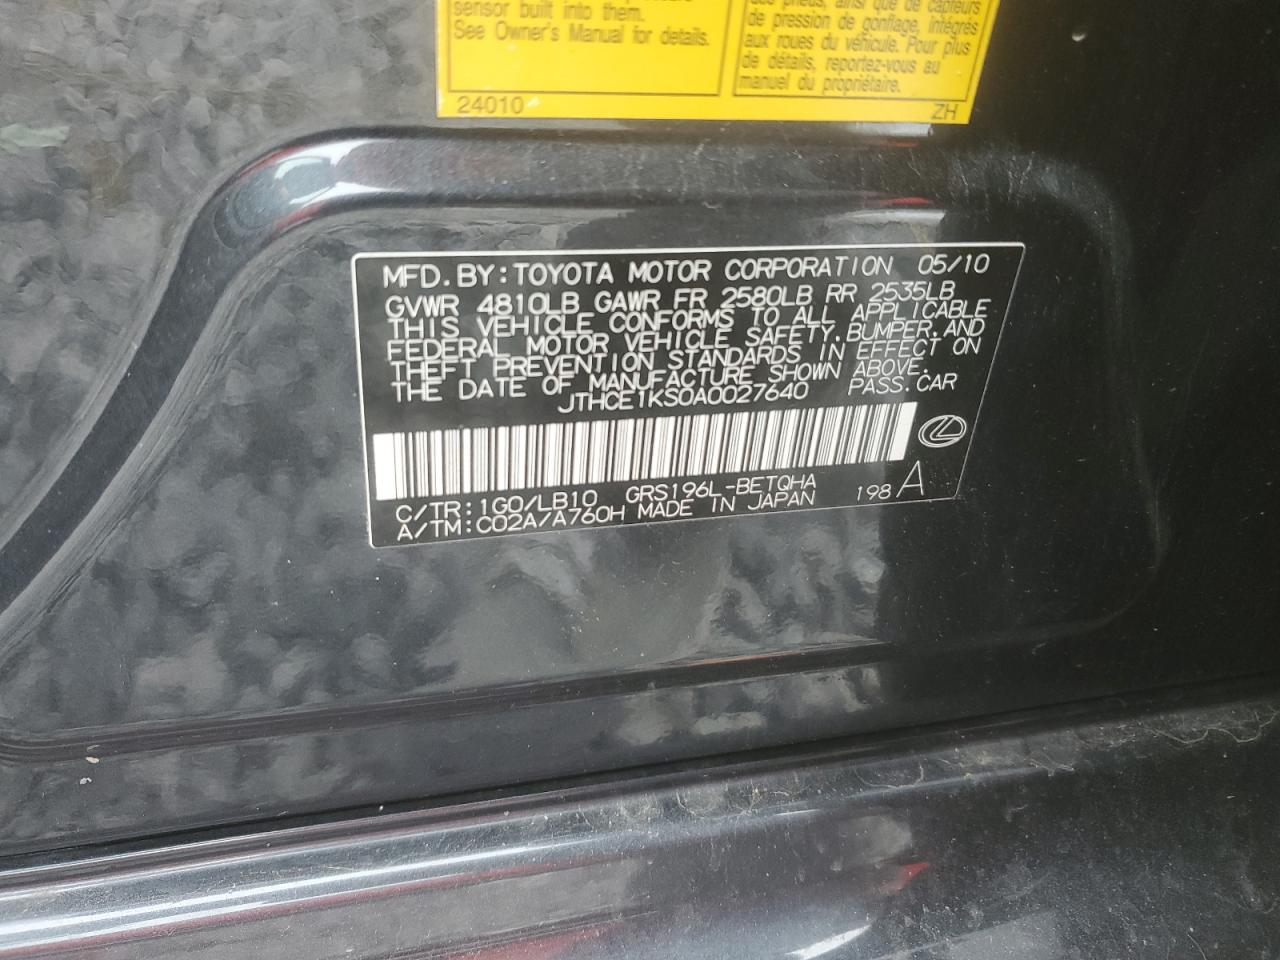 sensor built into them.
See Owner's Manual for details.
24010
ainsi que de capteurs
de pression de gonflage, intégrés
aux roues du véhicule. Pour plus
de détails, reportez-vous au
manuel du propriétaire.
ZH
MFD. BY: TOYOTA MOTOR CORPORATION 05/10
GVWR 4810LB GAWR FR 2580LB RR 2535LB
THIS VEHICLE CONFORMS TO ALL APPLICABLE
FEDERAL MOTOR VEHICLE SAFETY, BUMPER, AND
THEFT PREVENTION STANDARDS IN EFFECT ON
THE DATE OF MANUFACTURE SHOWN ABOVE.
JTHCE1KS0A0027640 PASS. CAR
C/TR: 1G0/LB10 GRS196L-BETQHA 198 A
A/TM: C02A/A760H MADE IN JAPAN